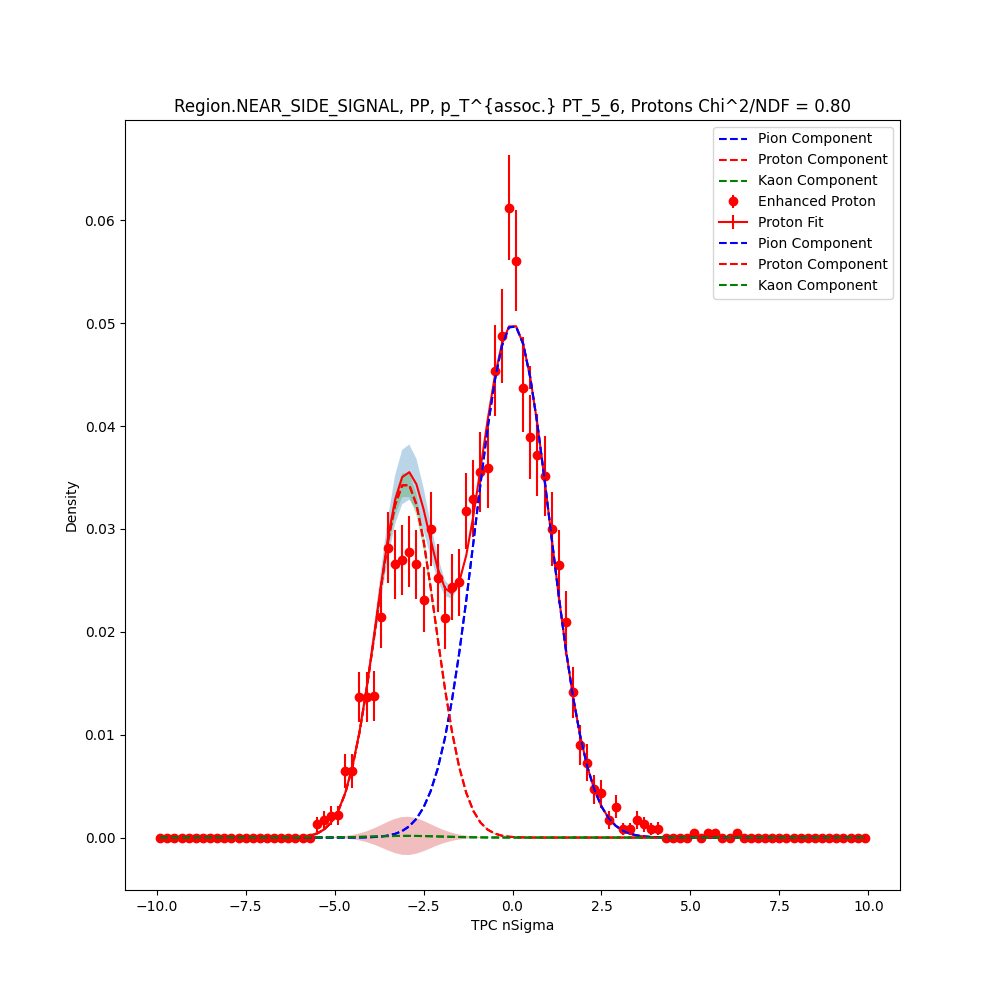 Region.NEAR_SIDE_SIGNAL, PP, p_T^{assoc.} PT_5_6, Protons Chi^2/NDF = 0.80
Pion Component
Proton Component
Kaon Component
Enhanced Proton
Proton Fit
Pion Component
Proton Component
Kaon Component
0.06
0.05
0.04
0.03
0.02
0.01
0.00
Density
−10.0 −7.5 −5.0 −2.5 0.0 2.5 5.0 7.5 10.0
TPC nSigma